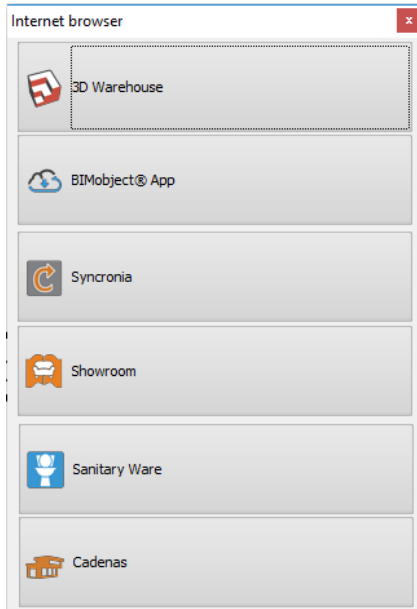 Internet browser
x
3D Warehouse
BIMobject® App
Syncronia
Showroom
Sanitary Ware
Cadenas